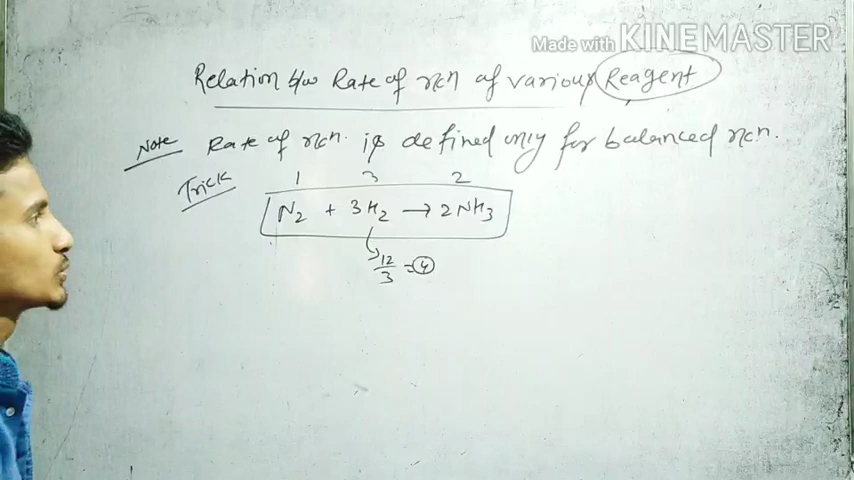 Made with KINEMASTER
Relation b/w Rate of rxn of various Reagent
Note Rate of rxn. is defined only for balanced rxn.
Trick 1 3 2
N2 + 3H2 → 2NH3
12/3 = 4